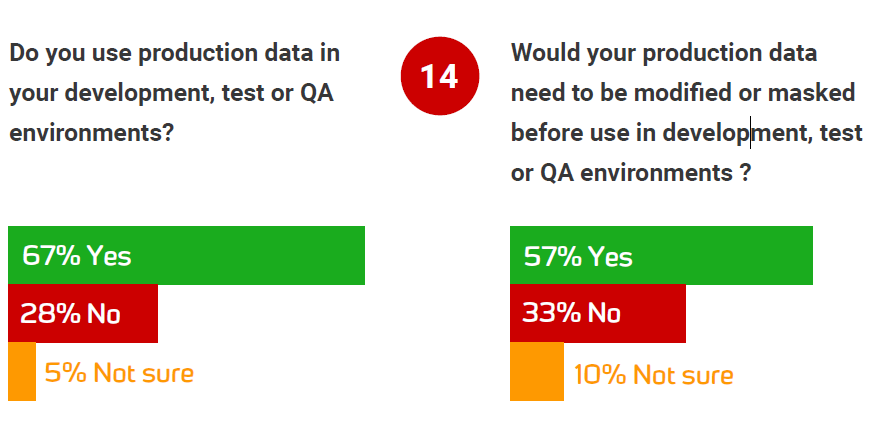 Do you use production data in
your development, test or QA
environments?
67% Yes
28% No
5% Not sure
14
Would your production data
need to be modified or masked
before use in development, test
or QA environments ?
57% Yes
33% No
10% Not sure